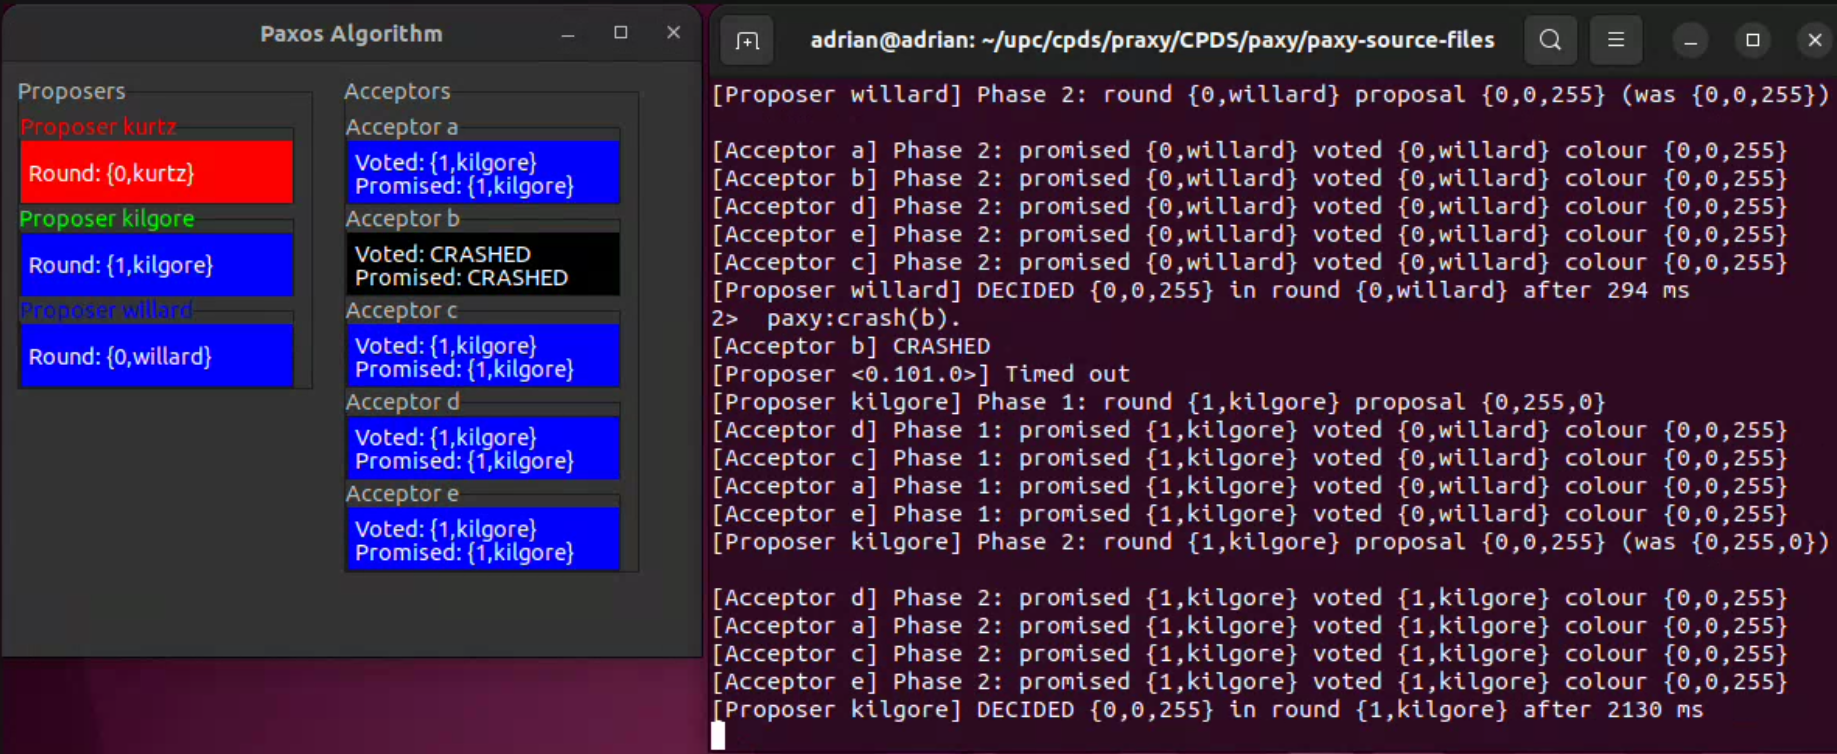 Paxos Algorithm
Proposers
Proposer kurtz
Round: {0,kurtz}
Proposer kilgore
Round: {1,kilgore}
Proposer willard
Round: {0,willard}
Acceptors
Acceptor a
Voted: {1,kilgore}
Promised: {1,kilgore}
Acceptor b
Voted: CRASHED
Promised: CRASHED
Acceptor c
Voted: {1,kilgore}
Promised: {1,kilgore}
Acceptor d
Voted: {1,kilgore}
Promised: {1,kilgore}
Acceptor e
Voted: {1,kilgore}
Promised: {1,kilgore}
adrian@adrian: ~/upc/cpds/praxy/CPDS/paxy/paxy-source-files
[Proposer willard] Phase 2: round {0,willard} proposal {0,0,255} (was {0,0,255})
[Acceptor a] Phase 2: promised {0,willard} voted {0,willard} colour {0,0,255}
[Acceptor b] Phase 2: promised {0,willard} voted {0,willard} colour {0,0,255}
[Acceptor d] Phase 2: promised {0,willard} voted {0,willard} colour {0,0,255}
[Acceptor e] Phase 2: promised {0,willard} voted {0,willard} colour {0,0,255}
[Acceptor c] Phase 2: promised {0,willard} voted {0,willard} colour {0,0,255}
[Proposer willard] DECIDED {0,0,255} in round {0,willard} after 294 ms
2>  paxy:crash(b).
[Acceptor b] CRASHED
[Proposer <0.101.0>] Timed out
[Proposer kilgore] Phase 1: round {1,kilgore} proposal {0,255,0}
[Acceptor d] Phase 1: promised {1,kilgore} voted {0,willard} colour {0,0,255}
[Acceptor c] Phase 1: promised {1,kilgore} voted {0,willard} colour {0,0,255}
[Acceptor a] Phase 1: promised {1,kilgore} voted {0,willard} colour {0,0,255}
[Acceptor e] Phase 1: promised {1,kilgore} voted {0,willard} colour {0,0,255}
[Proposer kilgore] Phase 2: round {1,kilgore} proposal {0,0,255} (was {0,255,0})
[Acceptor d] Phase 2: promised {1,kilgore} voted {1,kilgore} colour {0,0,255}
[Acceptor a] Phase 2: promised {1,kilgore} voted {1,kilgore} colour {0,0,255}
[Acceptor c] Phase 2: promised {1,kilgore} voted {1,kilgore} colour {0,0,255}
[Acceptor e] Phase 2: promised {1,kilgore} voted {1,kilgore} colour {0,0,255}
[Proposer kilgore] DECIDED {0,0,255} in round {1,kilgore} after 2130 ms